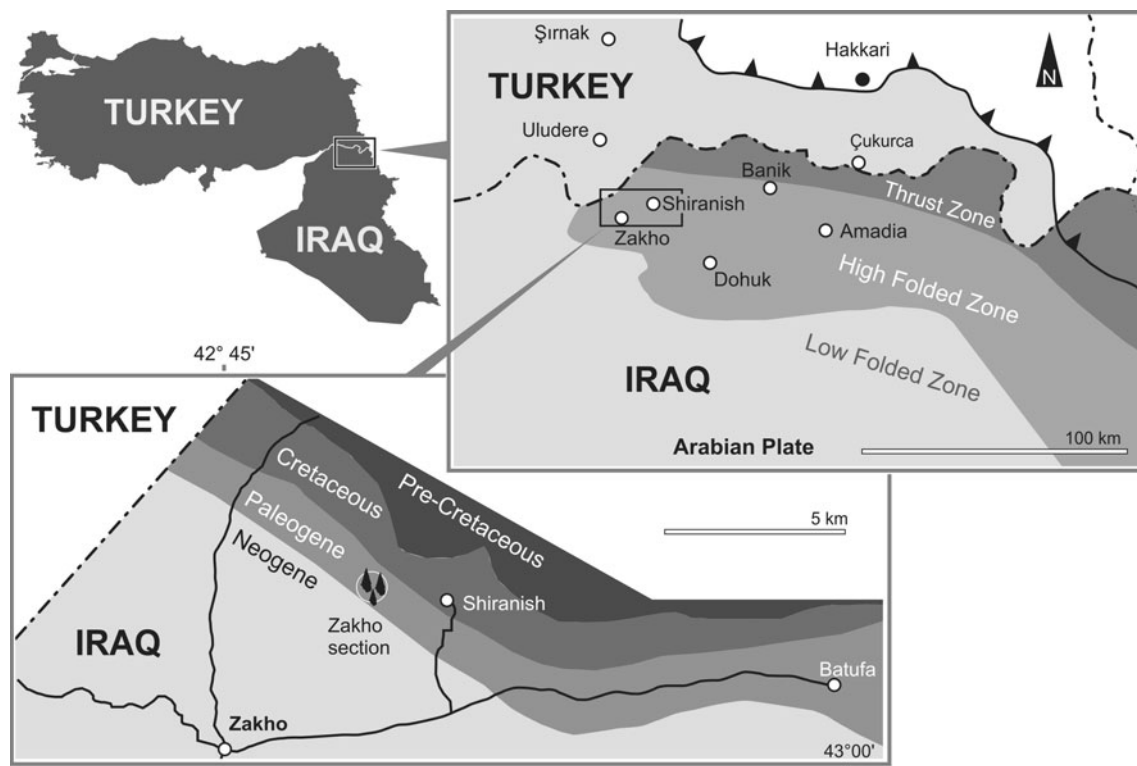 TURKEY
IRAQ
Şırnak
Hakkari
N
TURKEY
Uludere
Çukurca
Banik
Thrust Zone
Shiranish
Zakho
Amadia
Dohuk
High Folded Zone
Low Folded Zone
IRAQ
Arabian Plate
100 km
42° 45'
TURKEY
Cretaceous
Pre-Cretaceous
Paleogene
Neogene
5 km
Shiranish
Zakho
section
IRAQ
Batufa
Zakho
43°00'